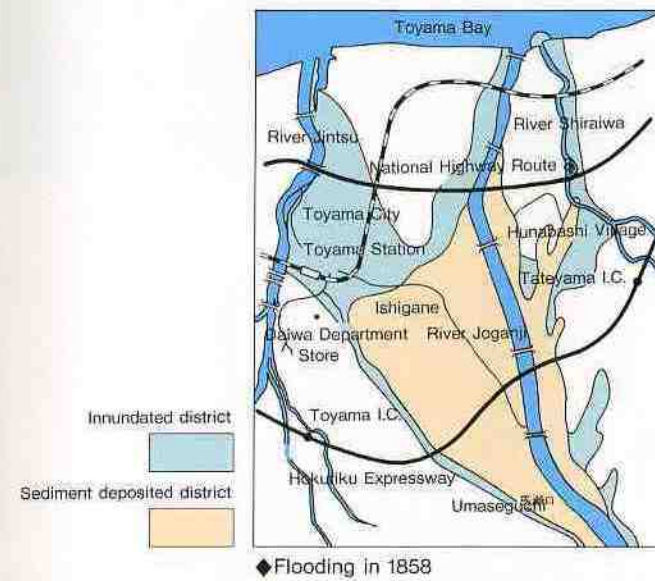 Toyama Bay
River Jintsu
River Shiraiwa
National Highway Route 8
Toyama City
Hunabashi Village
Toyama Station
Tateyama I.C.
Ishigane
Daiwa Department
Store
River Joganji
Innundated district
Toyama I.C.
Sediment deposited district
Hokuriku Expressway
Umaseguchi
◆Flooding in 1858